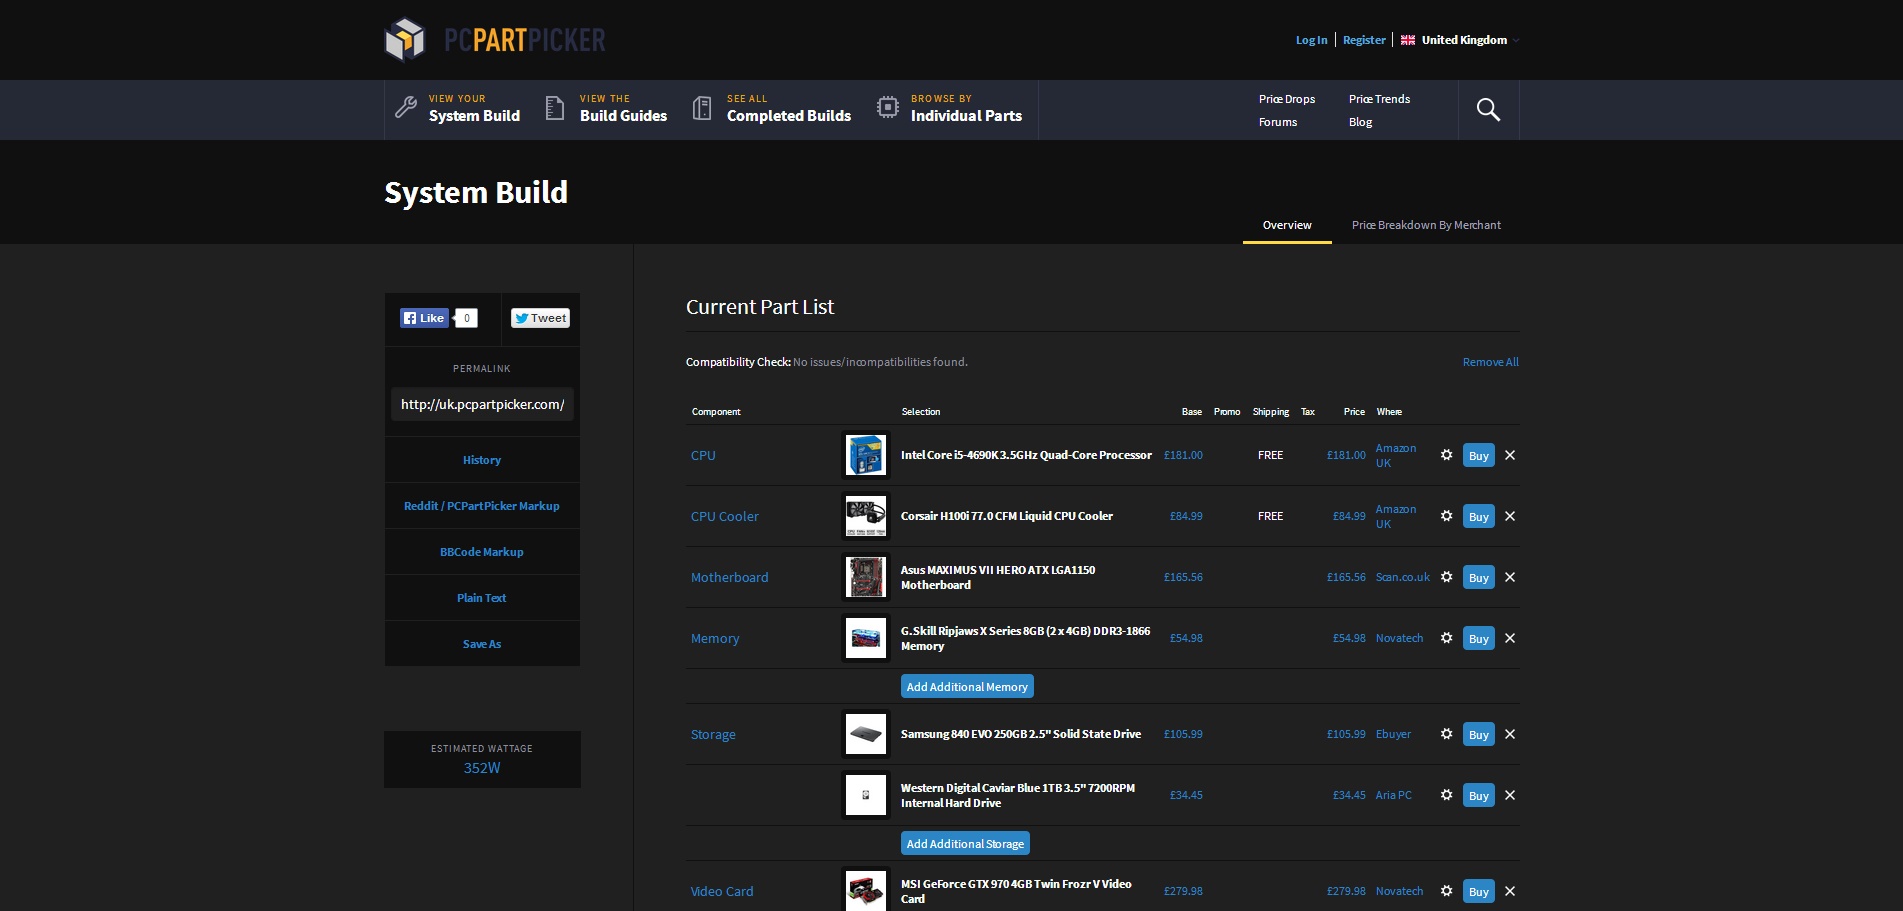 PCPARTPICKER
Log In
Register
United Kingdom
VIEW YOUR
System Build
VIEW THE
Build Guides
SEE ALL
Completed Builds
BROWSE BY
Individual Parts
Price Drops
Price Trends
Forums
Blog
System Build
Overview
Price Breakdown By Merchant
Like
0
Tweet
PERMALINK
http://uk.pcpartpicker.com/
History
Reddit / PCPartPicker Markup
BBCode Markup
Plain Text
Save As
ESTIMATED WATTAGE
352W
Current Part List
Compatibility Check: No issues/incompatibilities found.
Remove All
Component Selection Base Promo Shipping Tax Price Where
CPU Intel Core i5-4690K 3.5GHz Quad-Core Processor £181.00 FREE £181.00 Amazon
UK
Buy
CPU Cooler Corsair H100i 77.0 CFM Liquid CPU Cooler £84.99 FREE £84.99 Amazon
UK
Buy
Motherboard Asus MAXIMUS VII HERO ATX LGA1150
Motherboard
£165.56 £165.56 Scan.co.uk Buy
Memory G.Skill Ripjaws X Series 8GB (2 x 4GB) DDR3-1866
Memory
£54.98 £54.98 Novatech Buy
Add Additional Memory
Storage Samsung 840 EVO 250GB 2.5" Solid State Drive £105.99 £105.99 Ebuyer Buy
Western Digital Caviar Blue 1TB 3.5" 7200RPM
Internal Hard Drive
£34.45 £34.45 Aria PC Buy
Add Additional Storage
Video Card MSI GeForce GTX 970 4GB Twin Frozr V Video
Card
£279.98 £279.98 Novatech Buy